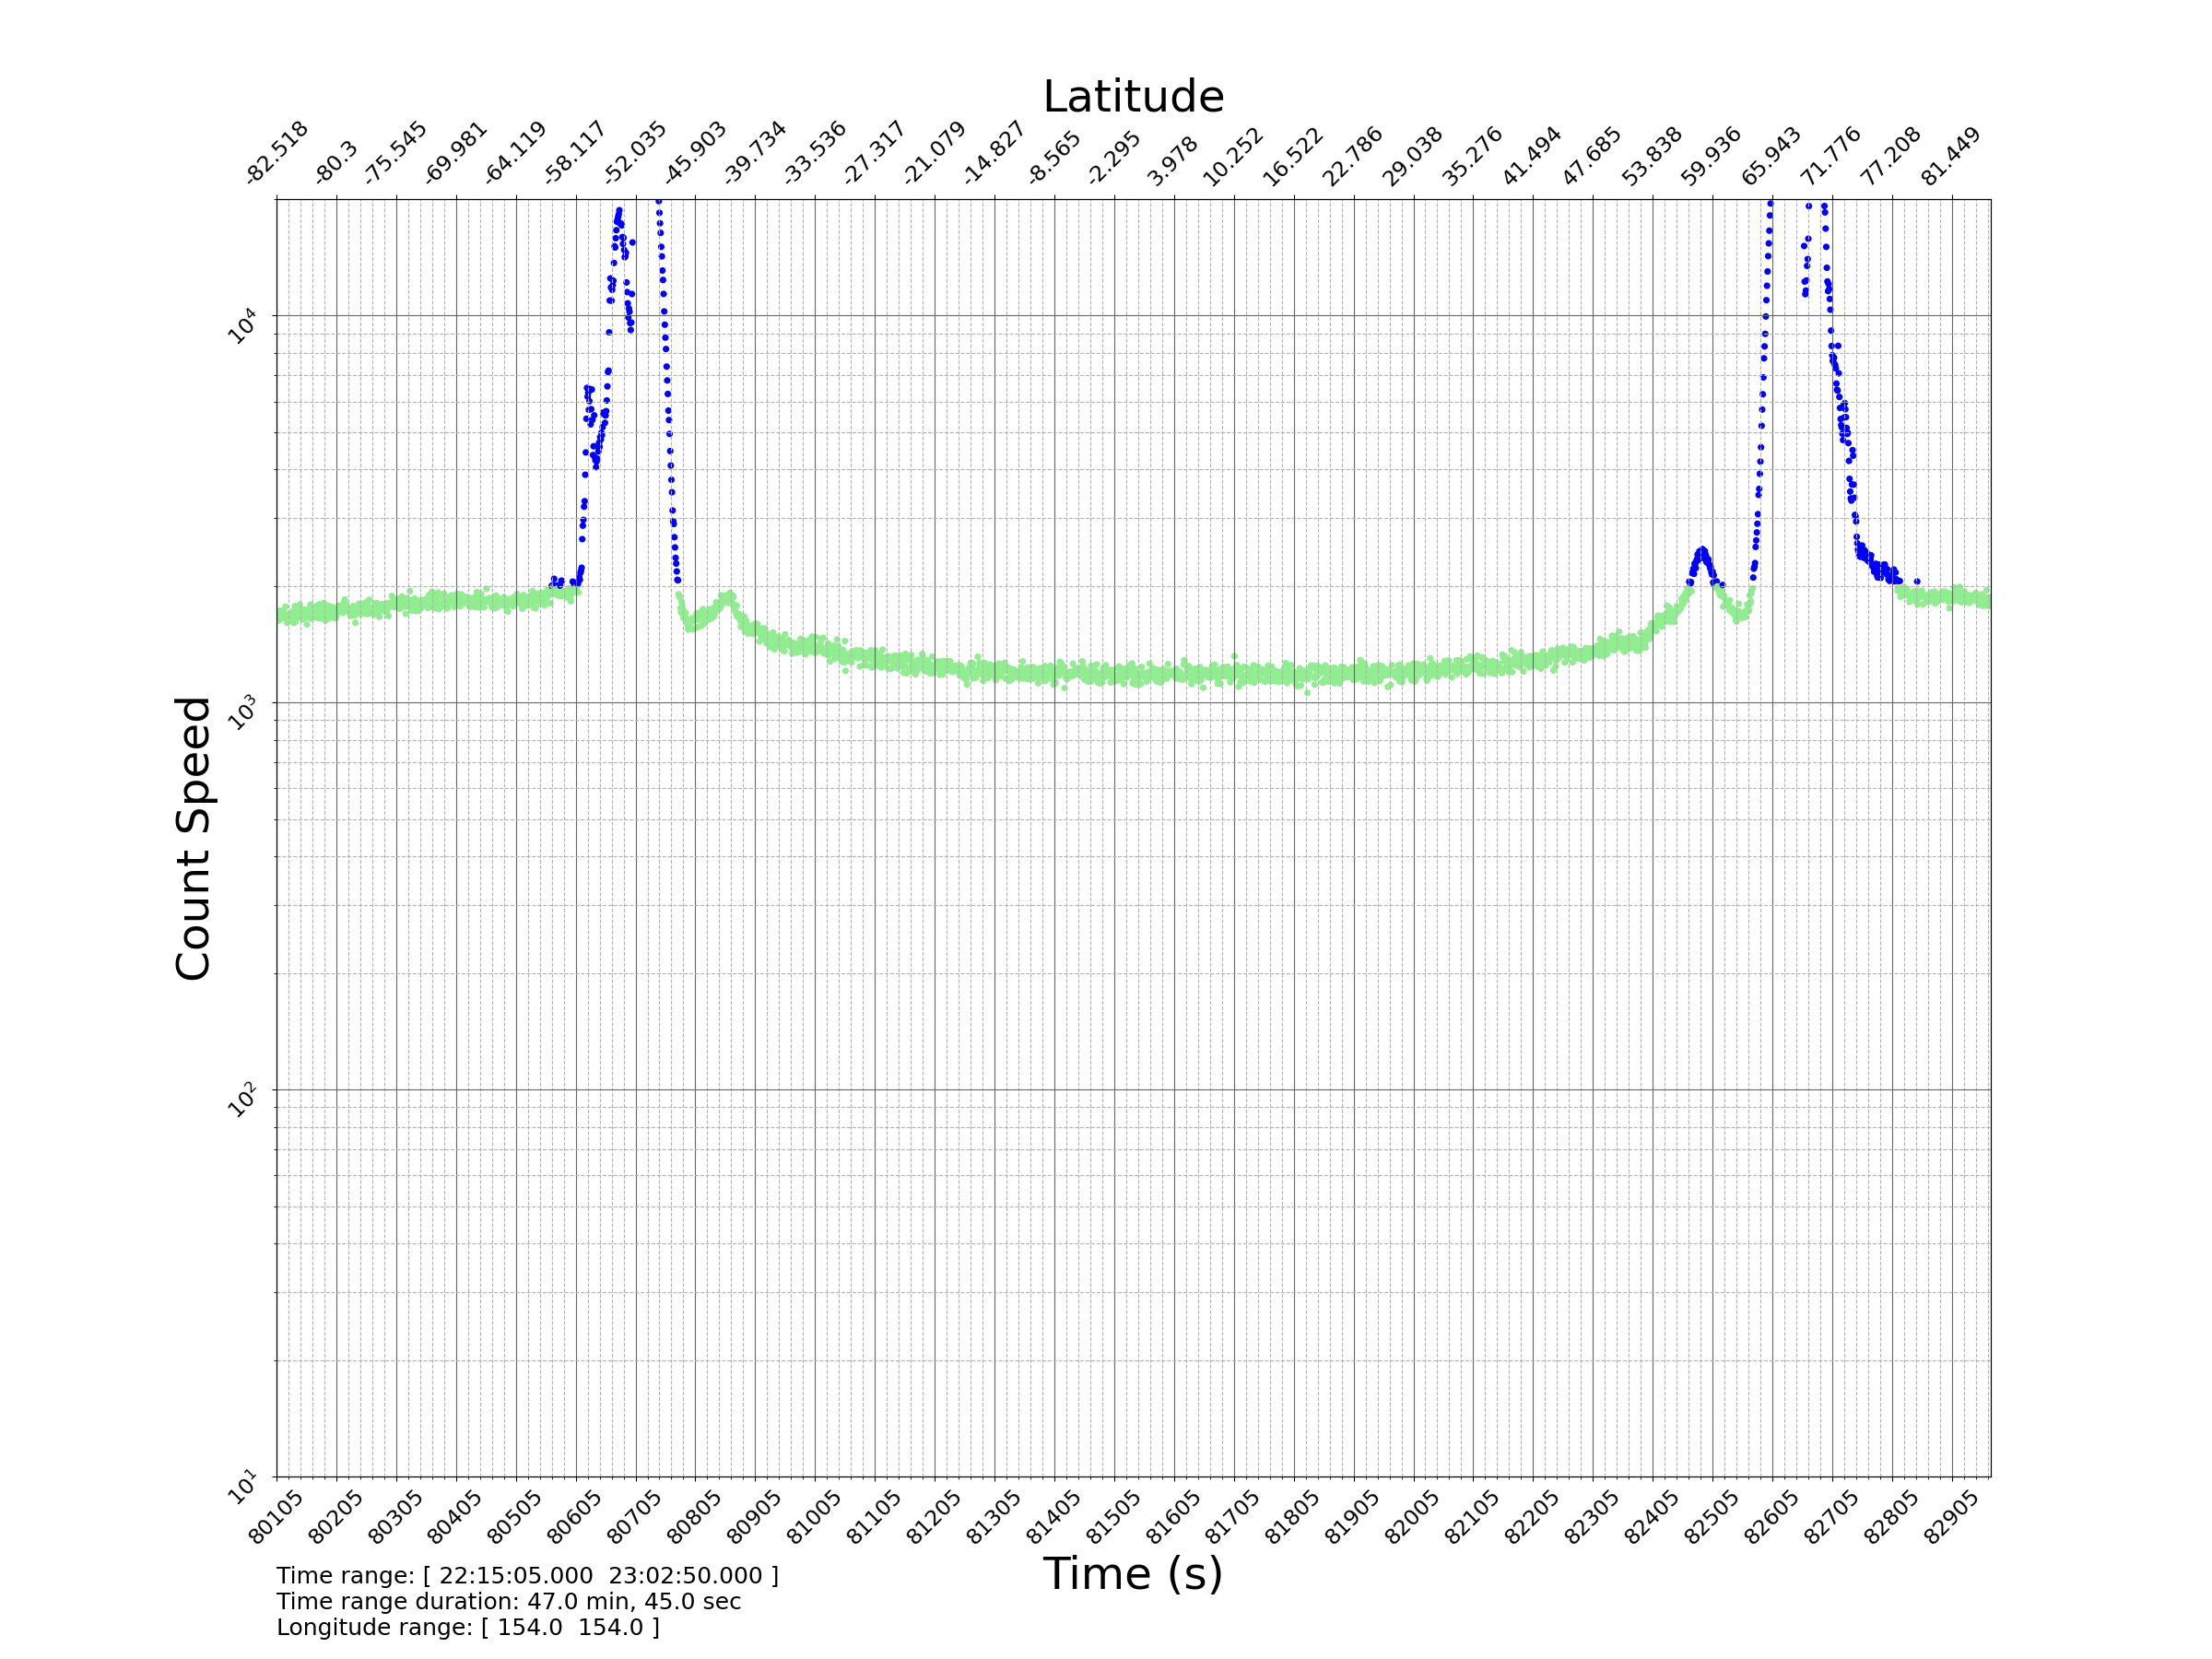 Latitude
-82.518 -80.3 -75.545 -69.981 -64.119 -58.117 -52.035 -45.903 -39.734 -33.536 -27.317 -21.079 -14.827 -8.565 -2.295 3.978 10.252 16.522 22.786 29.038 35.276 41.494 47.685 53.838 59.936 65.943 71.776 77.208 81.449
10⁴
10³
Count Speed
10²
10¹
80105 80205 80305 80405 80505 80605 80705 80805 80905 81005 81105 81205 81305 81405 81505 81605 81705 81805 81905 82005 82105 82205 82305 82405 82505 82605 82705 82805 82905
Time (s)
Time range: [ 22:15:05.000  23:02:50.000 ]
Time range duration: 47.0 min, 45.0 sec
Longitude range: [ 154.0  154.0 ]